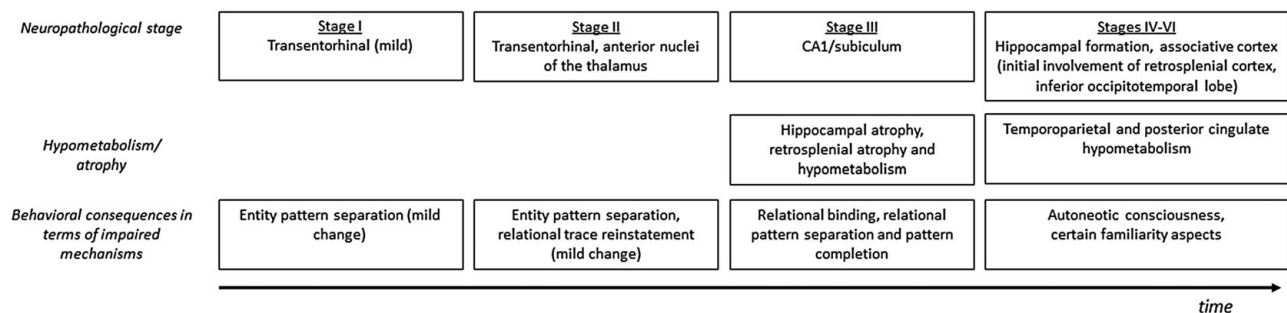 Neuropathological stage
Stage I
Transentorhinal (mild)
Stage II
Transentorhinal, anterior nuclei
of the thalamus
Stage III
CA1/subiculum
Stages IV-VI
Hippocampal formation, associative cortex
(initial involvement of retrosplenial cortex,
inferior occipitotemporal lobe)
Hypometabolism/
atrophy
Hippocampal atrophy,
retrosplenial atrophy and
hypometabolism
Temporoparietal and posterior cingulate
hypometabolism
Behavioral consequences in
terms of impaired
mechanisms
Entity pattern separation (mild
change)
Entity pattern separation,
relational trace reinstatement
(mild change)
Relational binding, relational
pattern separation and pattern
completion
Autoneotic consciousness,
certain familiarity aspects
time